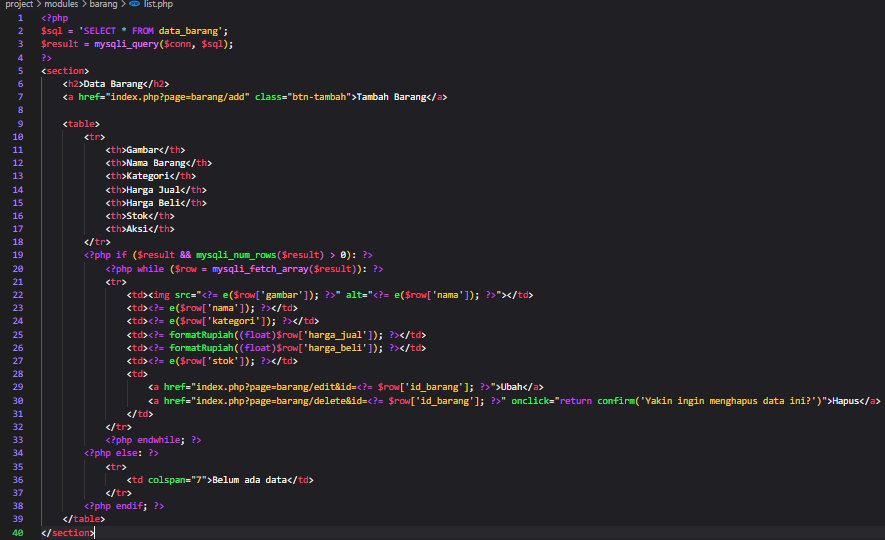 project > modules > barang > list.php
1 <?php
2 $sql = 'SELECT * FROM data_barang';
3 $result = mysqli_query($conn, $sql);
4 ?>
5 <section>
6 <h2>Data Barang</h2>
7 <a href="index.php?page=barang/add" class="btn-tambah">Tambah Barang</a>
8
9 <table>
10 <tr>
11 <th>Gambar</th>
12 <th>Nama Barang</th>
13 <th>Kategori</th>
14 <th>Harga Jual</th>
15 <th>Harga Beli</th>
16 <th>Stok</th>
17 <th>Aksi</th>
18 </tr>
19 <?php if ($result && mysqli_num_rows($result) > 0): ?>
20 <?php while ($row = mysqli_fetch_array($result)): ?>
21 <tr>
22 <td><img src="<?= e($row['gambar']); ?>" alt="<?= e($row['nama']); ?>"></td>
23 <td><?= e($row['nama']); ?></td>
24 <td><?= e($row['kategori']); ?></td>
25 <td><?= formatRupiah((float)$row['harga_jual']); ?></td>
26 <td><?= formatRupiah((float)$row['harga_beli']); ?></td>
27 <td><?= e($row['stok']); ?></td>
28 <td>
29 <a href="index.php?page=barang/edit&id=<?= $row['id_barang']; ?>">Ubah</a>
30 <a href="index.php?page=barang/delete&id=<?= $row['id_barang']; ?>" onclick="return confirm('Yakin ingin menghapus data ini?')">Hapus</a>
31 </td>
32 </tr>
33 <?php endwhile; ?>
34 <?php else: ?>
35 <tr>
36 <td colspan="7">Belum ada data</td>
37 </tr>
38 <?php endif; ?>
39 </table>
40 </section>